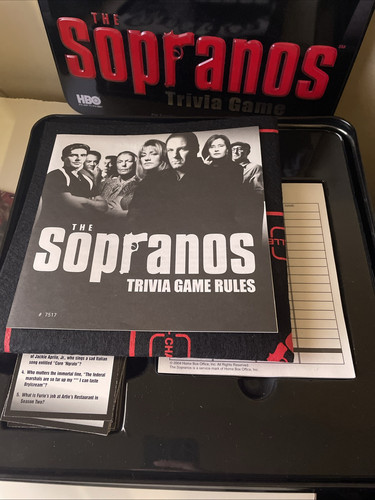 THE
Sopranos
HBO
Trivia Game
THE
Sopranos
TRIVIA GAME RULES
# 7517
of Jackie Aprile, Jr., who sings a sad Italian
song entitled "Core 'Ngrato"?
4. Who mutters the immortal line, "The federal
marshals are so far up my *** I can taste
Brylcreem"?
5. What is Furio's job at Artie's Restaurant in
Season Two?
Home Box Office, Inc. All Rights Reserved.
The Sopranos is a service mark of Home Box Office, Inc.